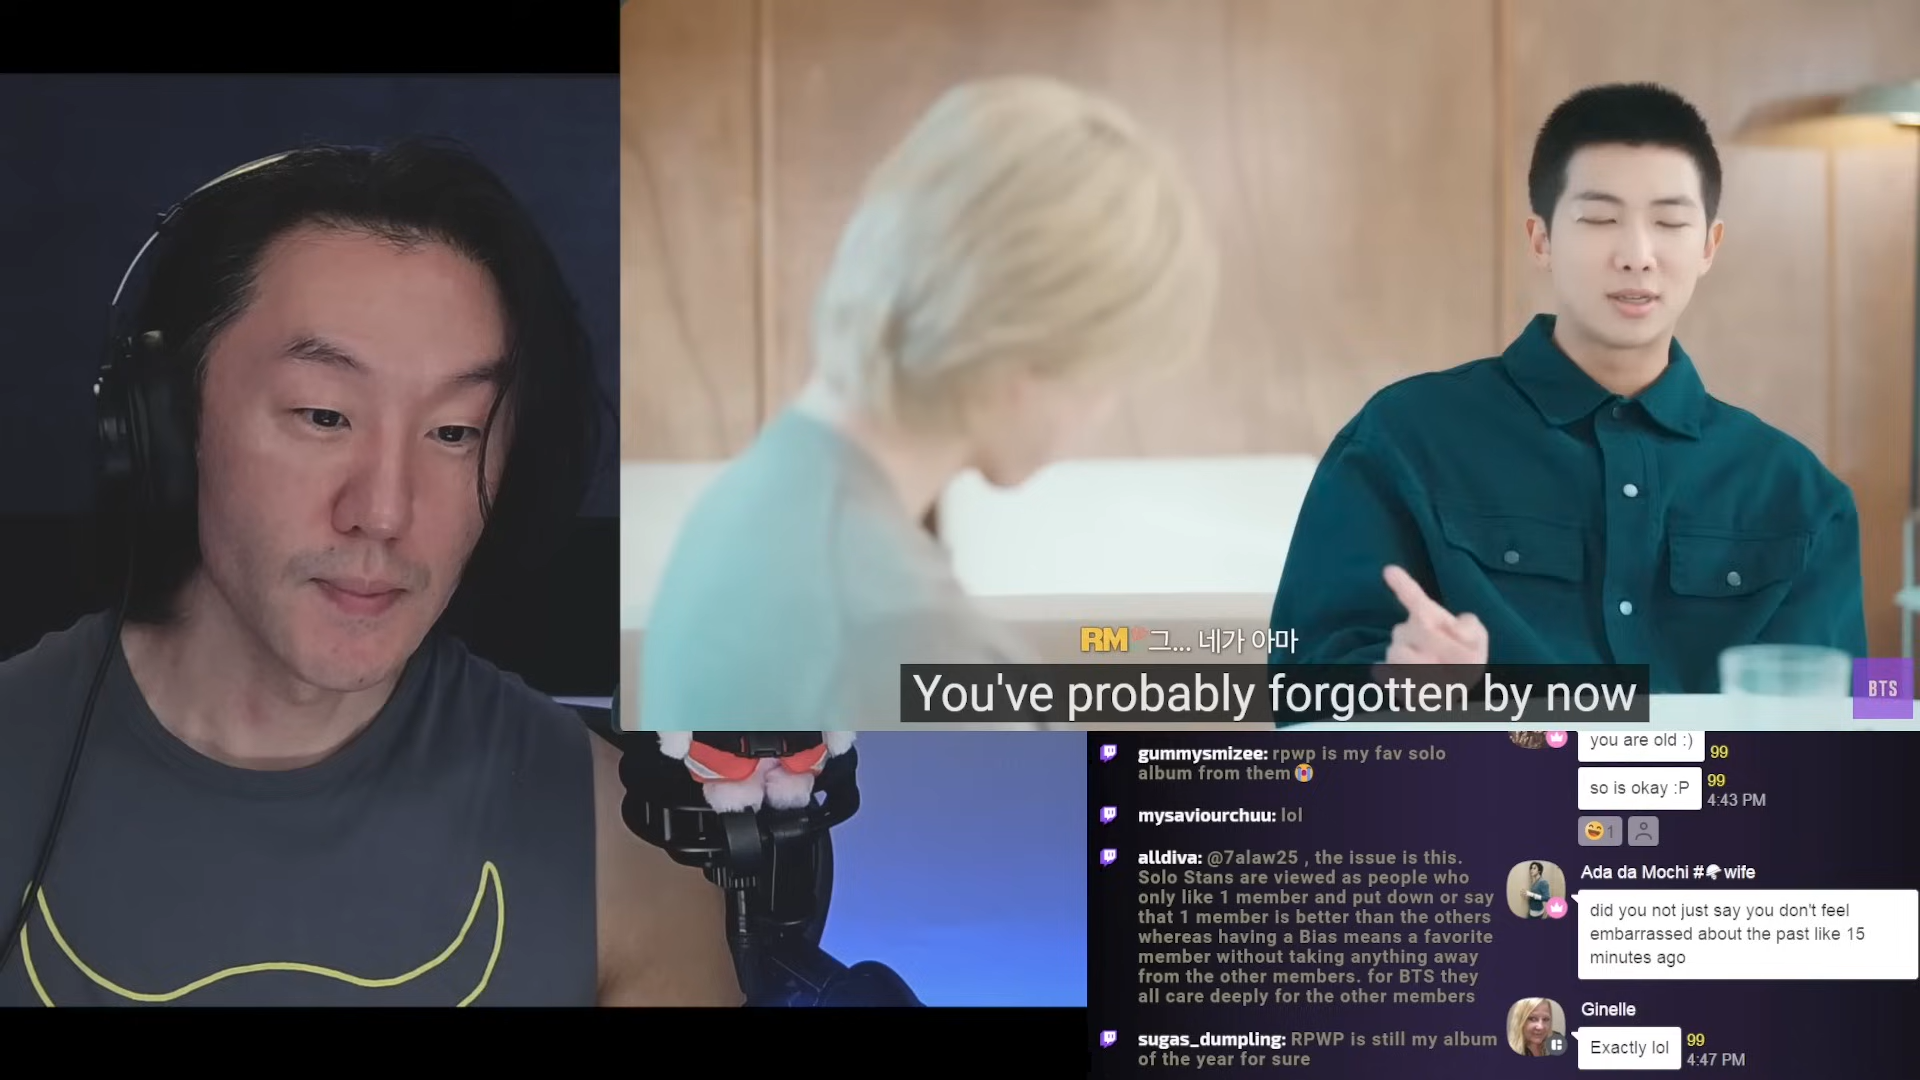 RM 그... 네가 아마
You've probably forgotten by now
BTS
gummysmizee: rpwp is my fav solo
album from them
mysaviourchuu: lol
alldiva: @7alaw25 , the issue is this.
Solo Stans are viewed as people who
only like 1 member and put down or say
that 1 member is better than the others
whereas having a Bias means a favorite
member without taking anything away
from the other members. for BTS they
all care deeply for the other members
sugas_dumpling: RPWP is still my album
of the year for sure
you are old :)
99
so is okay :P
99
4:43 PM
1
Ada da Mochi #🪂wife
did you not just say you don't feel
embarrassed about the past like 15
minutes ago
Ginelle
Exactly lol
99
4:47 PM